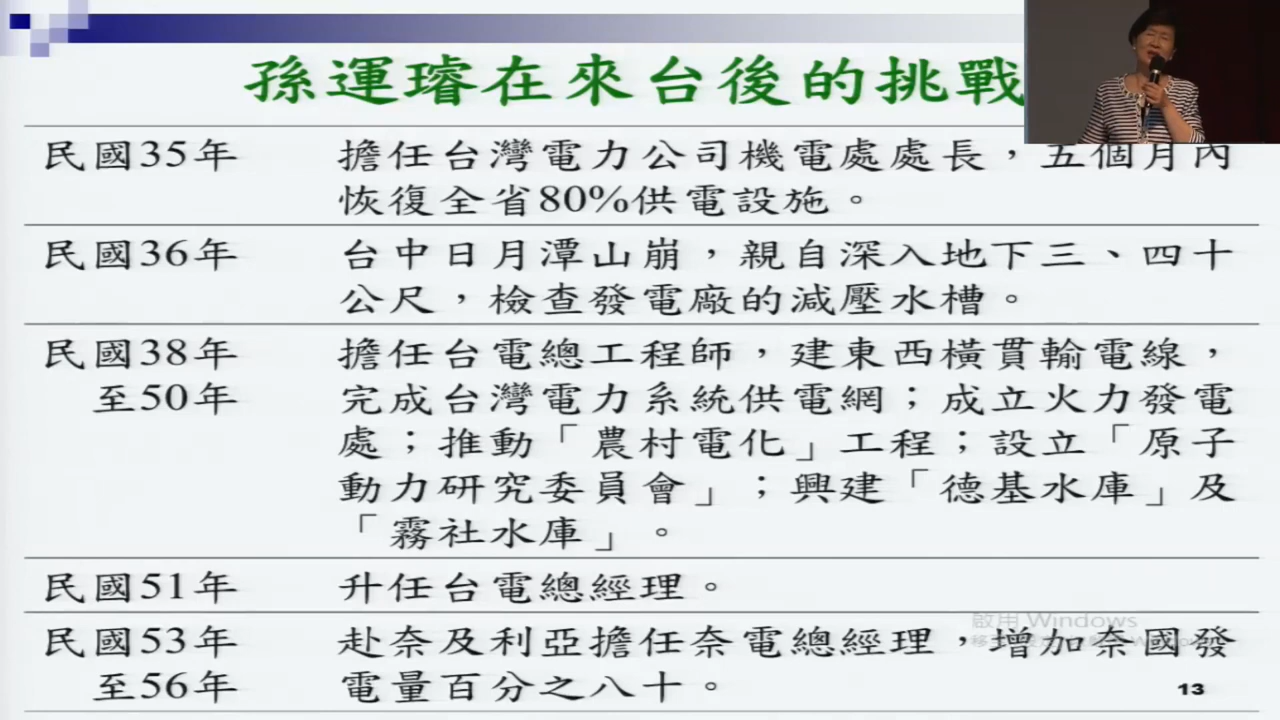 孫運璿在來台後的挑戰
民國35年
擔任台灣電力公司機電處處長，五個月內
恢復全省80%供電設施。
民國36年
台中日月潭山崩，親自深入地下三、四十
公尺，檢查發電廠的減壓水槽。
民國38年
至50年
擔任台電總工程師，建東西橫貫輸電線，
完成台灣電力系統供電網；成立火力發電
處；推動「農村電化」工程；設立「原子
動力研究委員會」；興建「德基水庫」及
「霧社水庫」。
民國51年
升任台電總經理。
民國53年
至56年
赴奈及利亞擔任奈電總經理，增加奈國發
電量百分之八十。
啟用 Windows
13